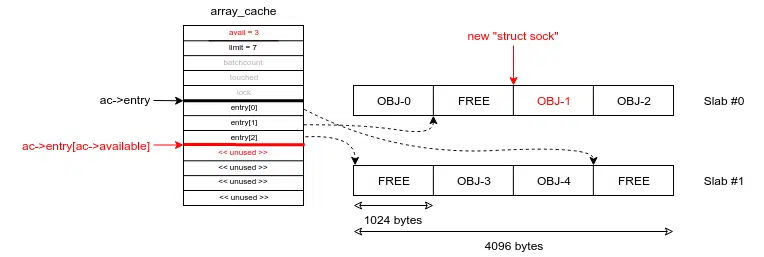 array_cache
avail = 3
limit = 7
batchcount
touched
lock
ac->entry
entry[0]
entry[1]
entry[2]
ac->entry[ac->available]
<< unused >>
<< unused >>
<< unused >>
<< unused >>
new "struct sock"
OBJ-0 FREE OBJ-1 OBJ-2 Slab #0
FREE OBJ-3 OBJ-4 FREE Slab #1
1024 bytes
4096 bytes